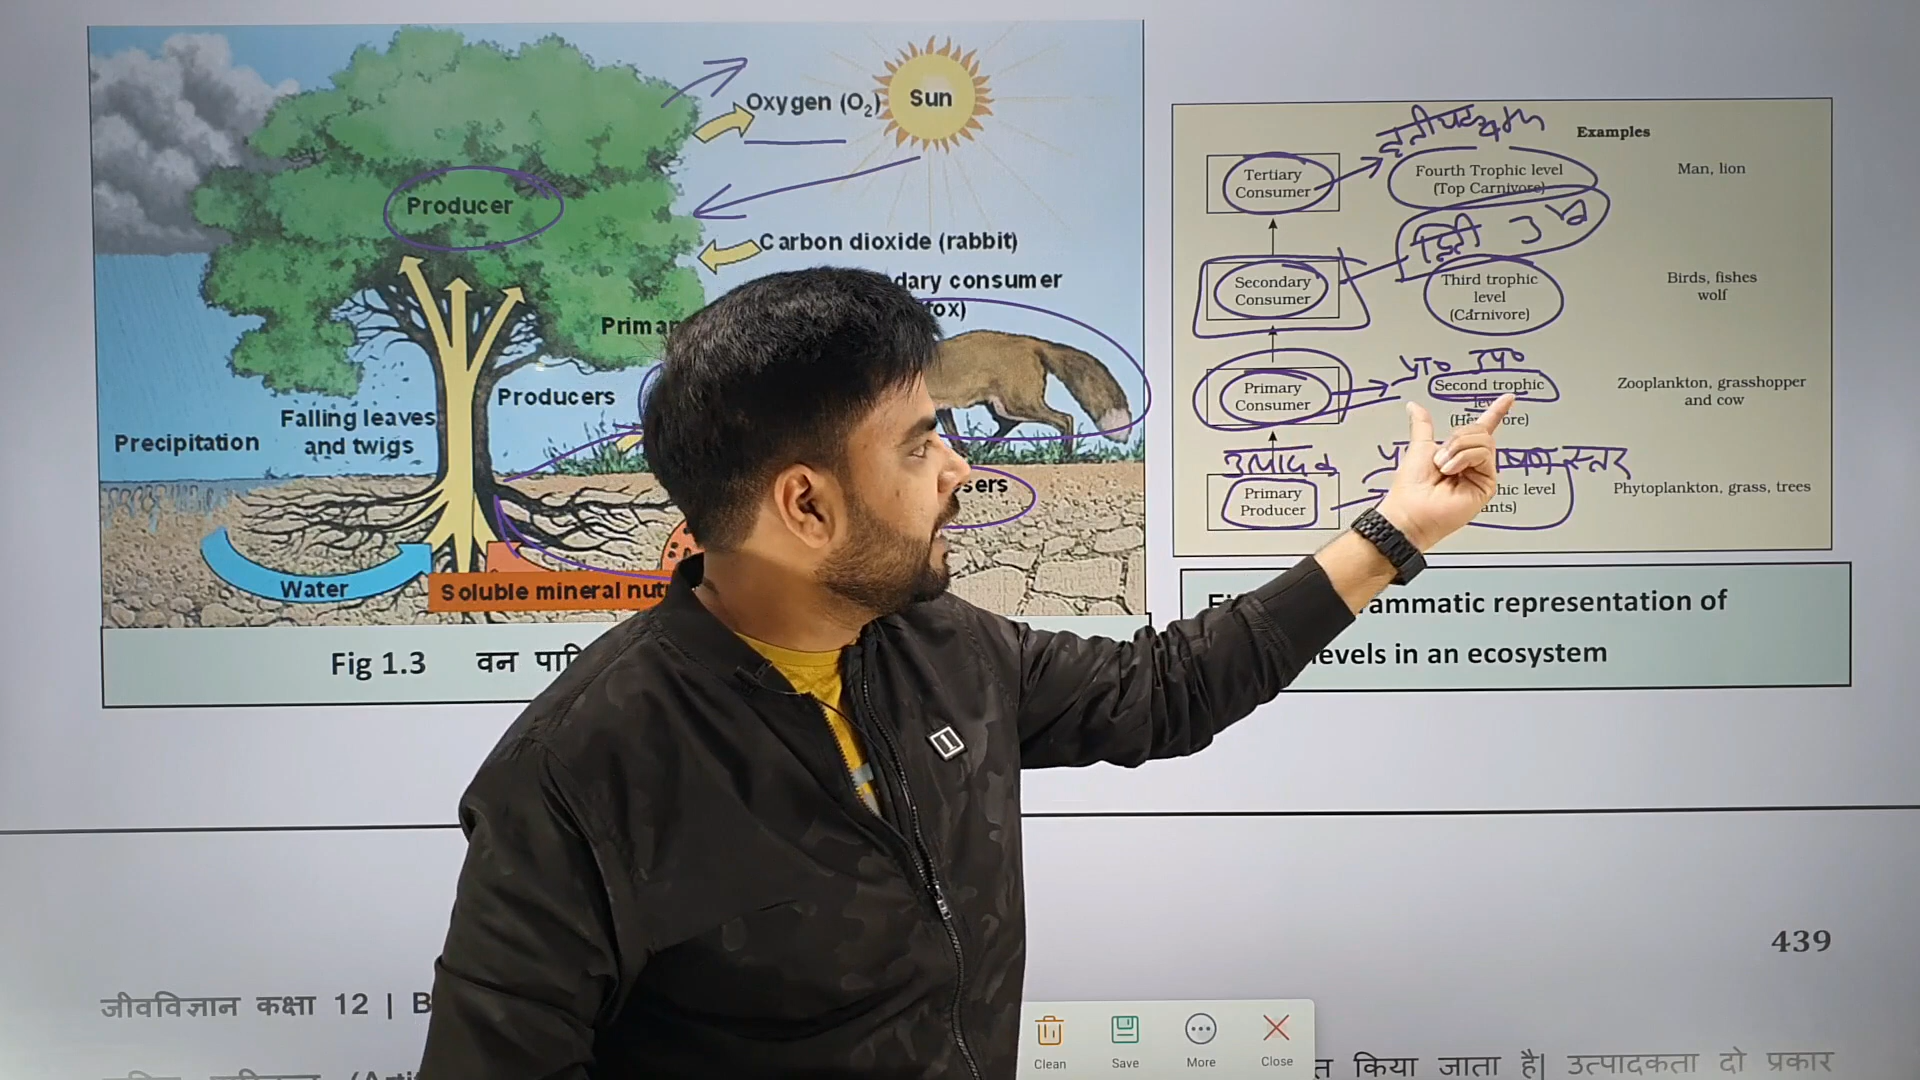 Oxygen (O₂)
Sun
Producer
Carbon dioxide (rabbit)
dary consumer
fox)
Primar
Producers
Falling leaves
and twigs
Precipitation
sers
Water
Soluble mineral nut
Fig 1.3 वन
Examples
Tertiary
Consumer
Fourth Trophic level
(Top Carnivore)
Man, lion
Secondary
Consumer
Third trophic
level
(Carnivore)
Birds, fishes
wolf
Primary
Consumer
Second trophic
Zooplankton, grasshopper
and cow
उत्पादक
स्तर
Primary
Producer
hic level
ants)
Phytoplankton, grass, trees
ammatic representation of
levels in an ecosystem
439
जीवविज्ञान कक्षा 12 | B
Clean
Save
More
Close
त किया जाता है| उत्पादकता दो प्रकार